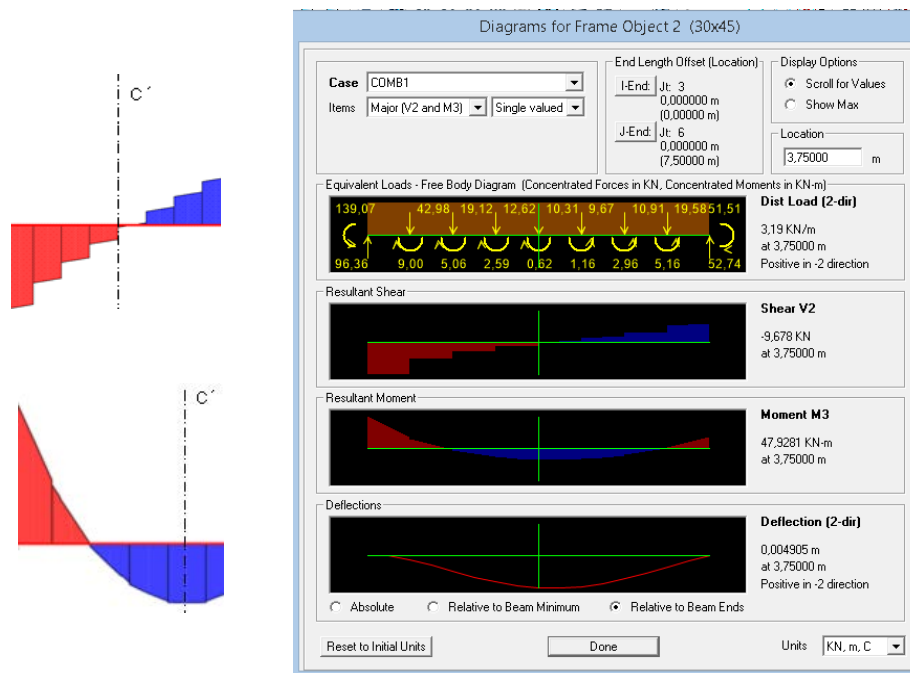 C´
C´
Diagrams for Frame Object 2 (30x45)
Case COMB1
Items Major (V2 and M3) Single valued
End Length Offset (Location)
I-End: Jt: 3
0,000000 m
(0,00000 m)
J-End: Jt: 6
0,000000 m
(7,50000 m)
Display Options
Scroll for Values
Show Max
Location
3,75000 m
Equivalent Loads - Free Body Diagram (Concentrated Forces in KN, Concentrated Moments in KN-m)
139,07 42,98 19,12 12,62 10,31 9,67 10,91 19,58 51,51
96,36 9,00 5,06 2,59 0,62 1,16 2,96 5,16 52,74
Dist Load (2-dir)
3,19 KN/m
at 3,75000 m
Positive in -2 direction
Resultant Shear
Shear V2
-9,678 KN
at 3,75000 m
Resultant Moment
Moment M3
47,9281 KN-m
at 3,75000 m
Deflections
Deflection (2-dir)
0,004905 m
at 3,75000 m
Positive in -2 direction
Absolute Relative to Beam Minimum Relative to Beam Ends
Reset to Initial Units Done Units KN, m, C